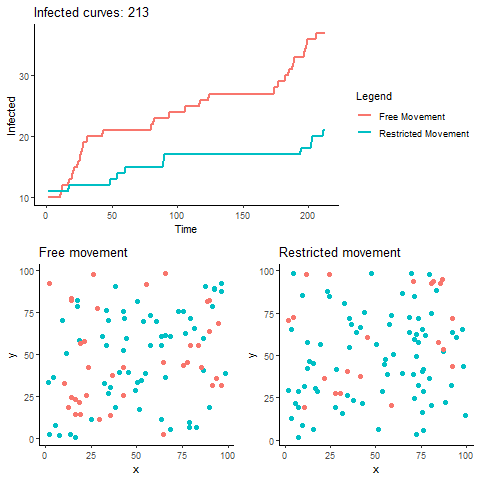 Infected curves: 213
Infected
30
20
10
0
50
100
150
200
Time
Legend
Free Movement
Restricted Movement
Free movement
y
100
75
50
25
0
0
25
50
75
100
x
Restricted movement
y
100
75
50
25
0
0
25
50
75
100
x